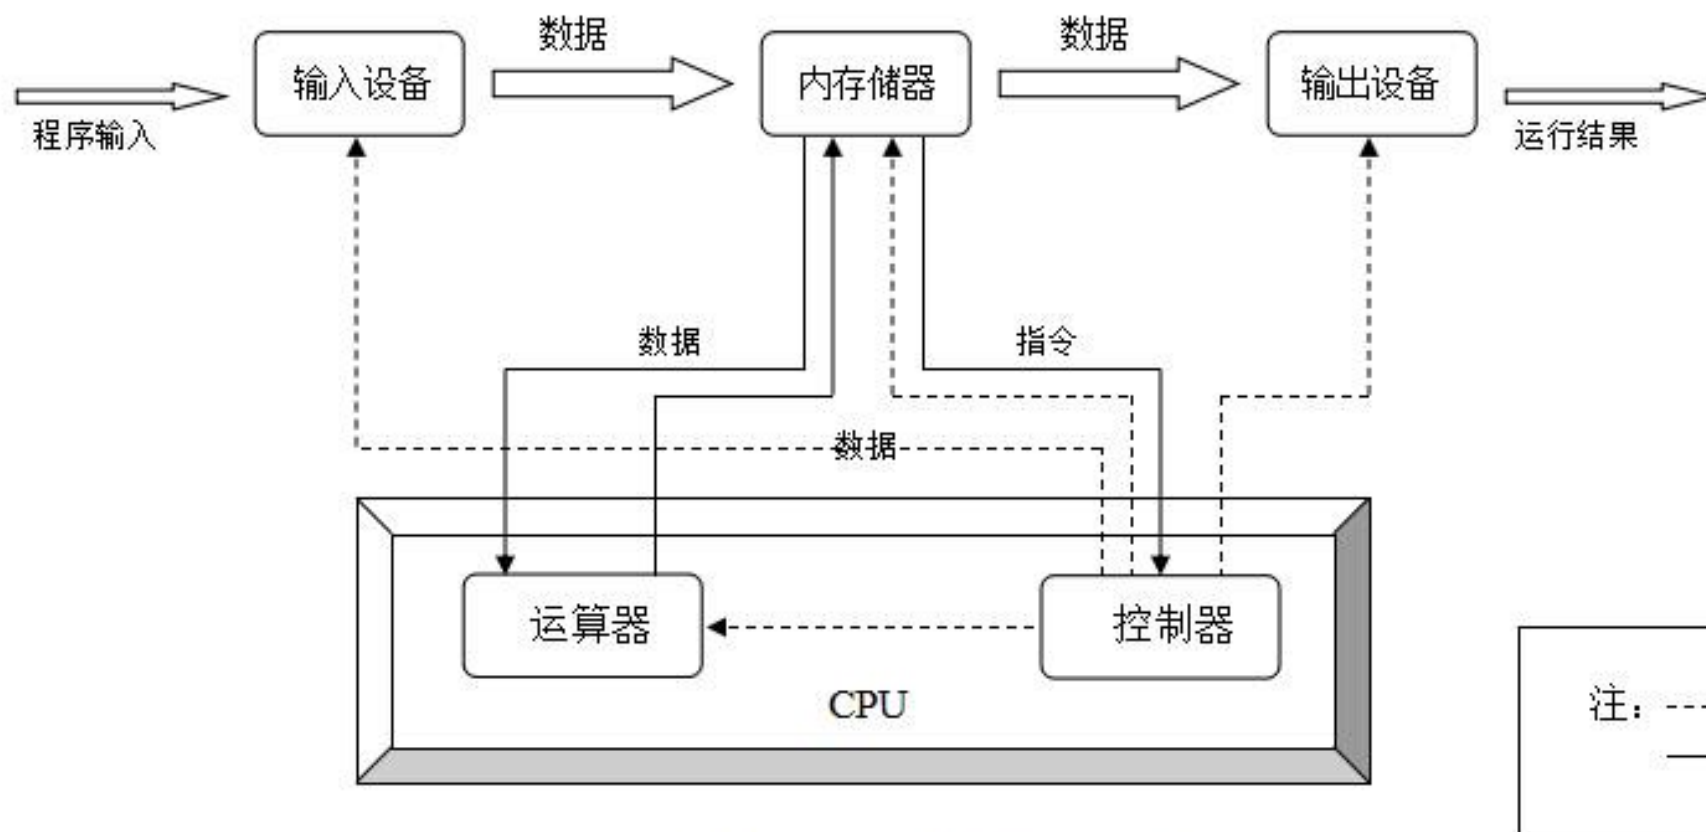 数据
数据
输入设备
内存储器
输出设备
程序输入
运行结果
数据
指令
数据
运算器
控制器
CPU
注：